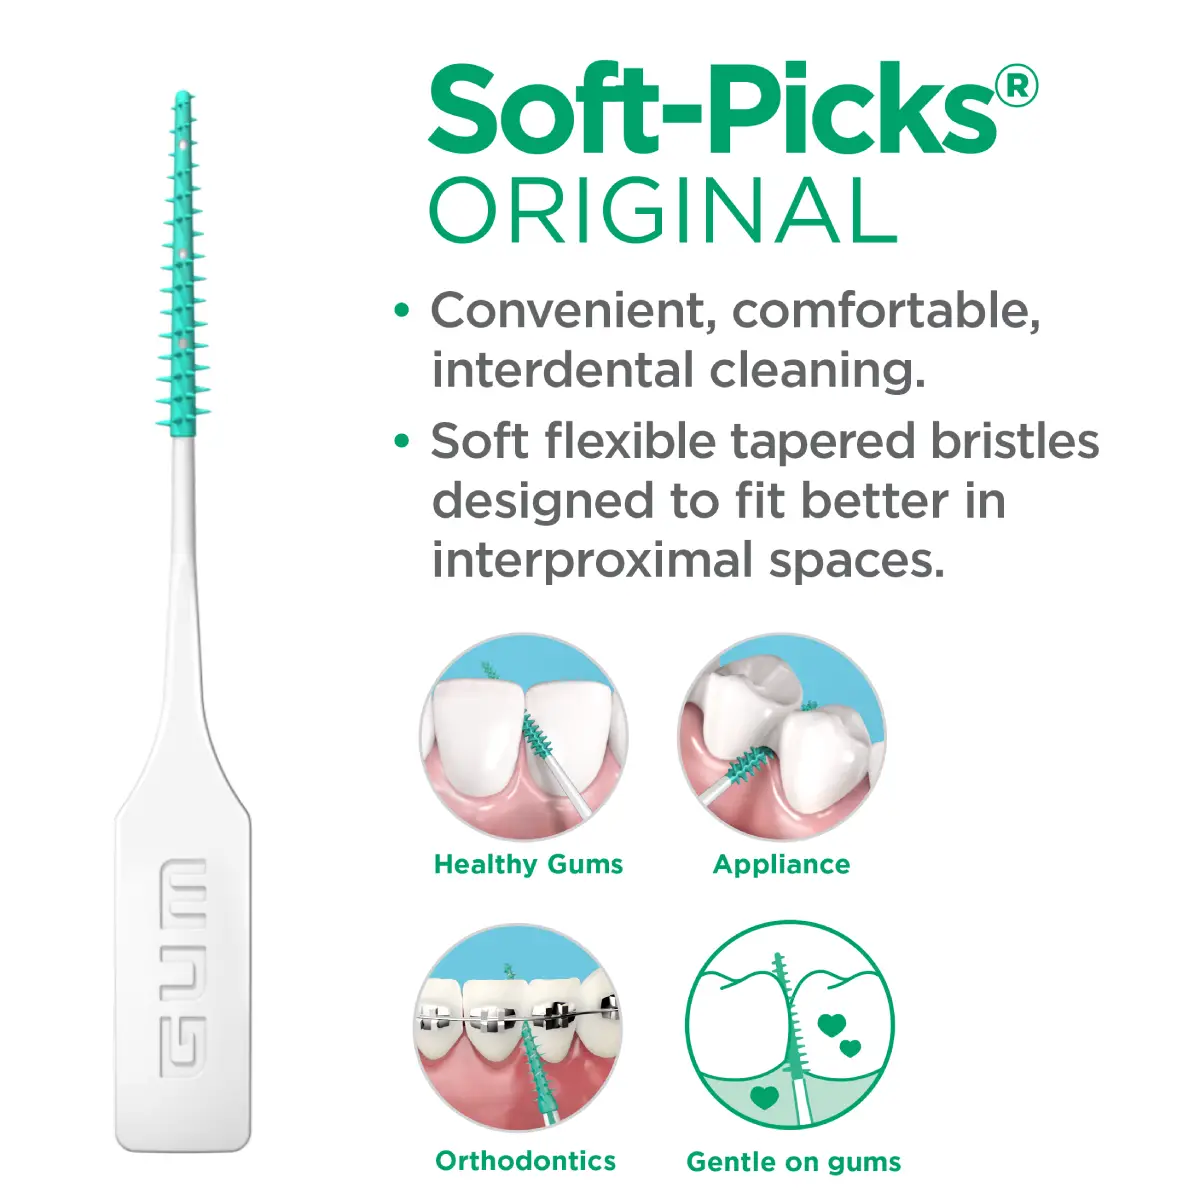 Soft-Picks®
ORIGINAL
• Convenient, comfortable,
interdental cleaning.
• Soft flexible tapered bristles
designed to fit better in
interproximal spaces.
GUM
Healthy Gums
Appliance
Orthodontics
Gentle on gums